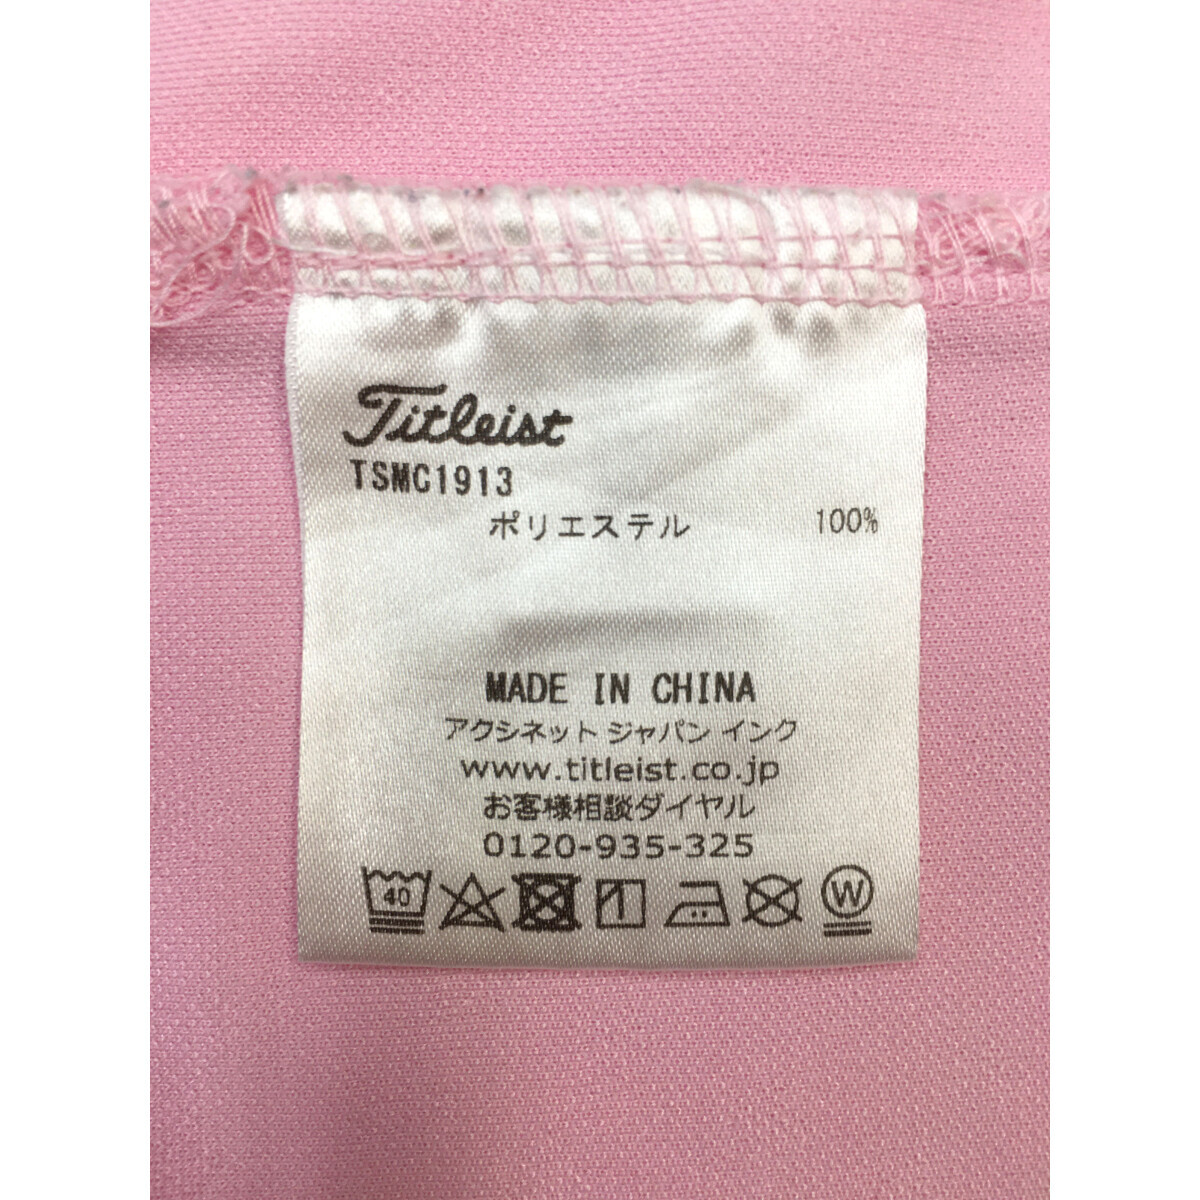 Titleist
TSMC1913
ポリエステル 100%
MADE IN CHINA
アクシネット ジャパン インク
www.titleist.co.jp
お客様相談ダイヤル
0120-935-325
40 W